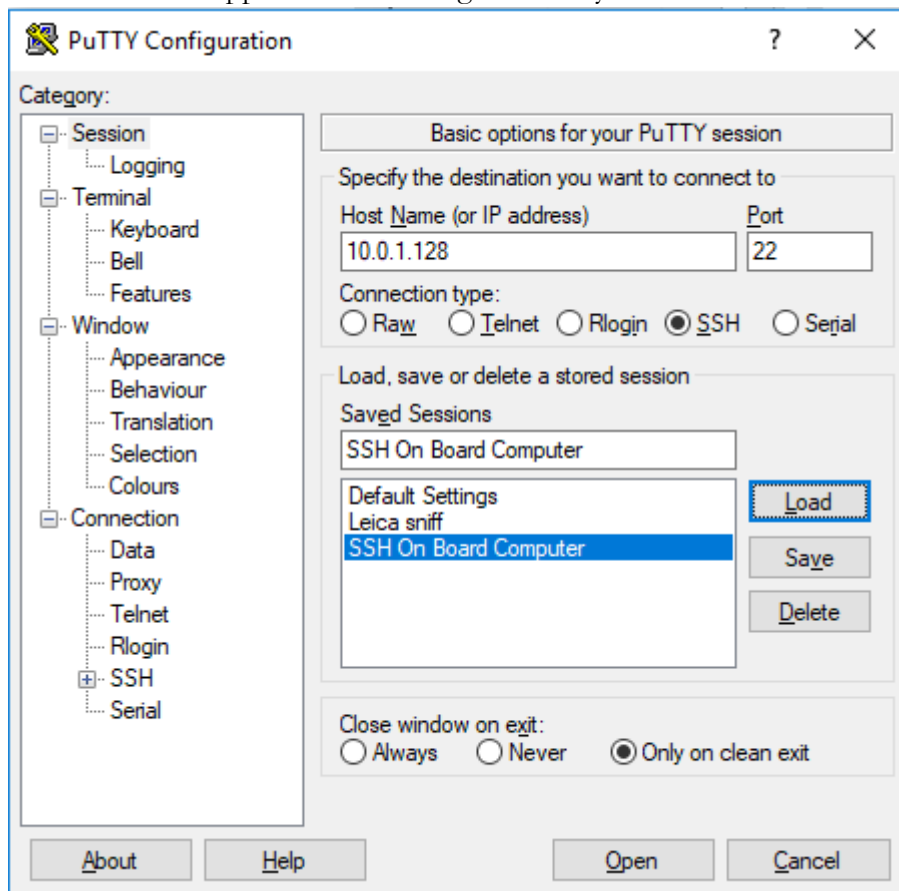 PuTTY Configuration ? ×
Category:
Session
Logging
Terminal
Keyboard
Bell
Features
Window
Appearance
Behaviour
Translation
Selection
Colours
Connection
Data
Proxy
Telnet
Rlogin
SSH
Serial
Basic options for your PuTTY session
Specify the destination you want to connect to
Host Name (or IP address) Port
10.0.1.128 22
Connection type:
Raw Telnet Rlogin SSH Serial
Load, save or delete a stored session
Saved Sessions
SSH On Board Computer
Default Settings
Leica sniff
SSH On Board Computer
Load
Save
Delete
Close window on exit:
Always Never Only on clean exit
About Help Open Cancel